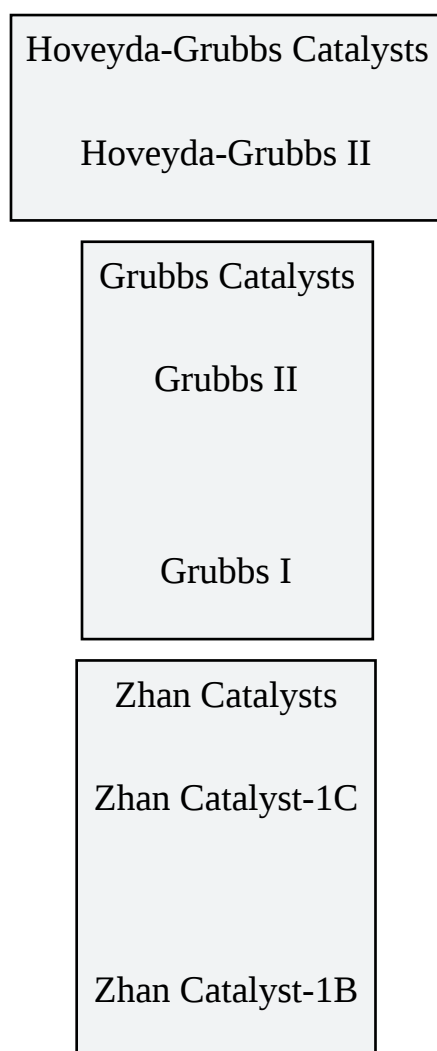 Hoveyda-Grubbs Catalysts
Hoveyda-Grubbs II
Grubbs Catalysts
Grubbs II
Grubbs I
Zhan Catalysts
Zhan Catalyst-1C
Zhan Catalyst-1B